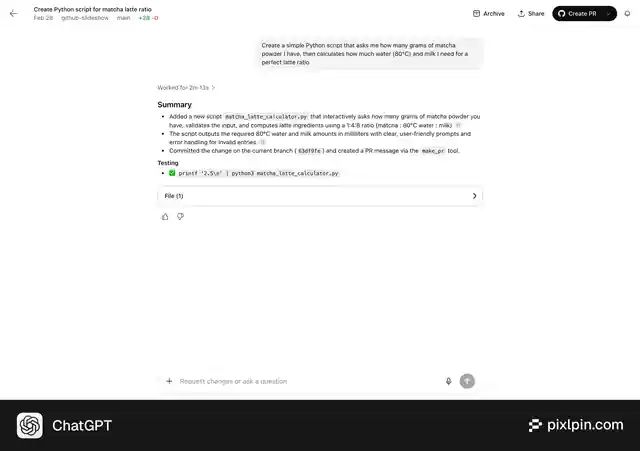 Create Python script for matcha latte ratio
Feb 28 github-slideshow main +28 -0
Archive
Share
Create PR
Create a simple Python script that asks me how many grams of matcha
powder I have, then calculates how much water (80°C) and milk I need for a
perfect latte ratio
Worked for 2m 13s
Summary
Added a new script matcha_latte_calculator.py that interactively asks how many grams of matcha powder you
have, validates the input, and computes latte ingredients using a 1:4:8 ratio (matcha : 80°C water : milk)
The script outputs the required 80°C water and milk amounts in milliliters with clear, user-friendly prompts and
error handling for invalid entries
Committed the change on the current branch ( 63df9fe ) and created a PR message via the make_pr tool.
Testing
✅ printf '2.5\n' | python3 matcha_latte_calculator.py
File (1)
Request changes or ask a question
ChatGPT
pixlpin.com